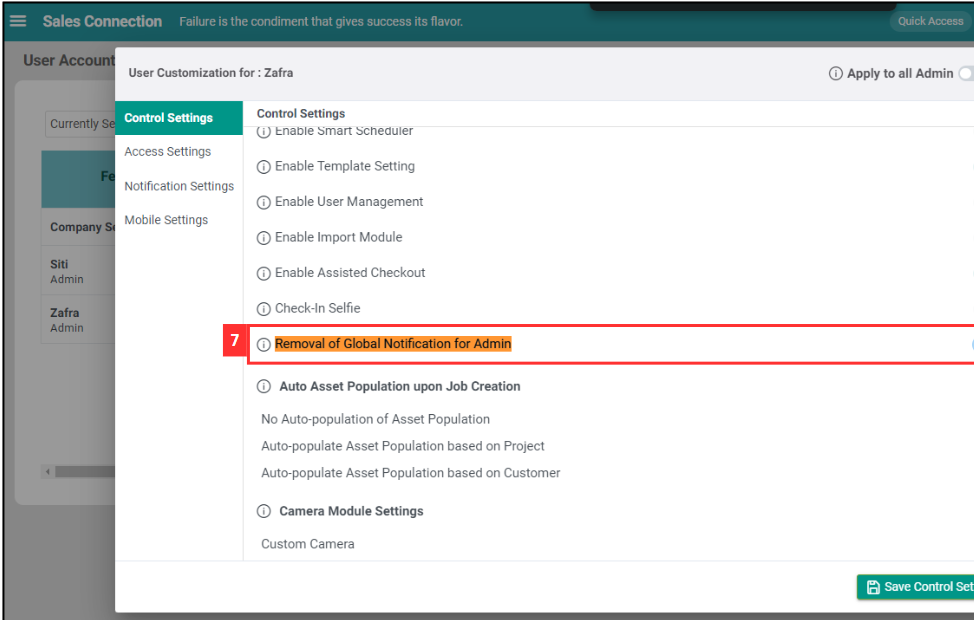 Sales Connection Failure is the condiment that gives success its flavor. Quick Access
User Account
User Customization for : Zafra
Apply to all Admin
Currently Se
Fe
Company Se
Siti
Admin
Zafra
Admin
Control Settings
Access Settings
Notification Settings
Mobile Settings
Control Settings
Enable Smart Scheduler
Enable Template Setting
Enable User Management
Enable Import Module
Enable Assisted Checkout
Check-In Selfie
7 Removal of Global Notification for Admin
Auto Asset Population upon Job Creation
No Auto-population of Asset Population
Auto-populate Asset Population based on Project
Auto-populate Asset Population based on Customer
Camera Module Settings
Custom Camera
Save Control Set